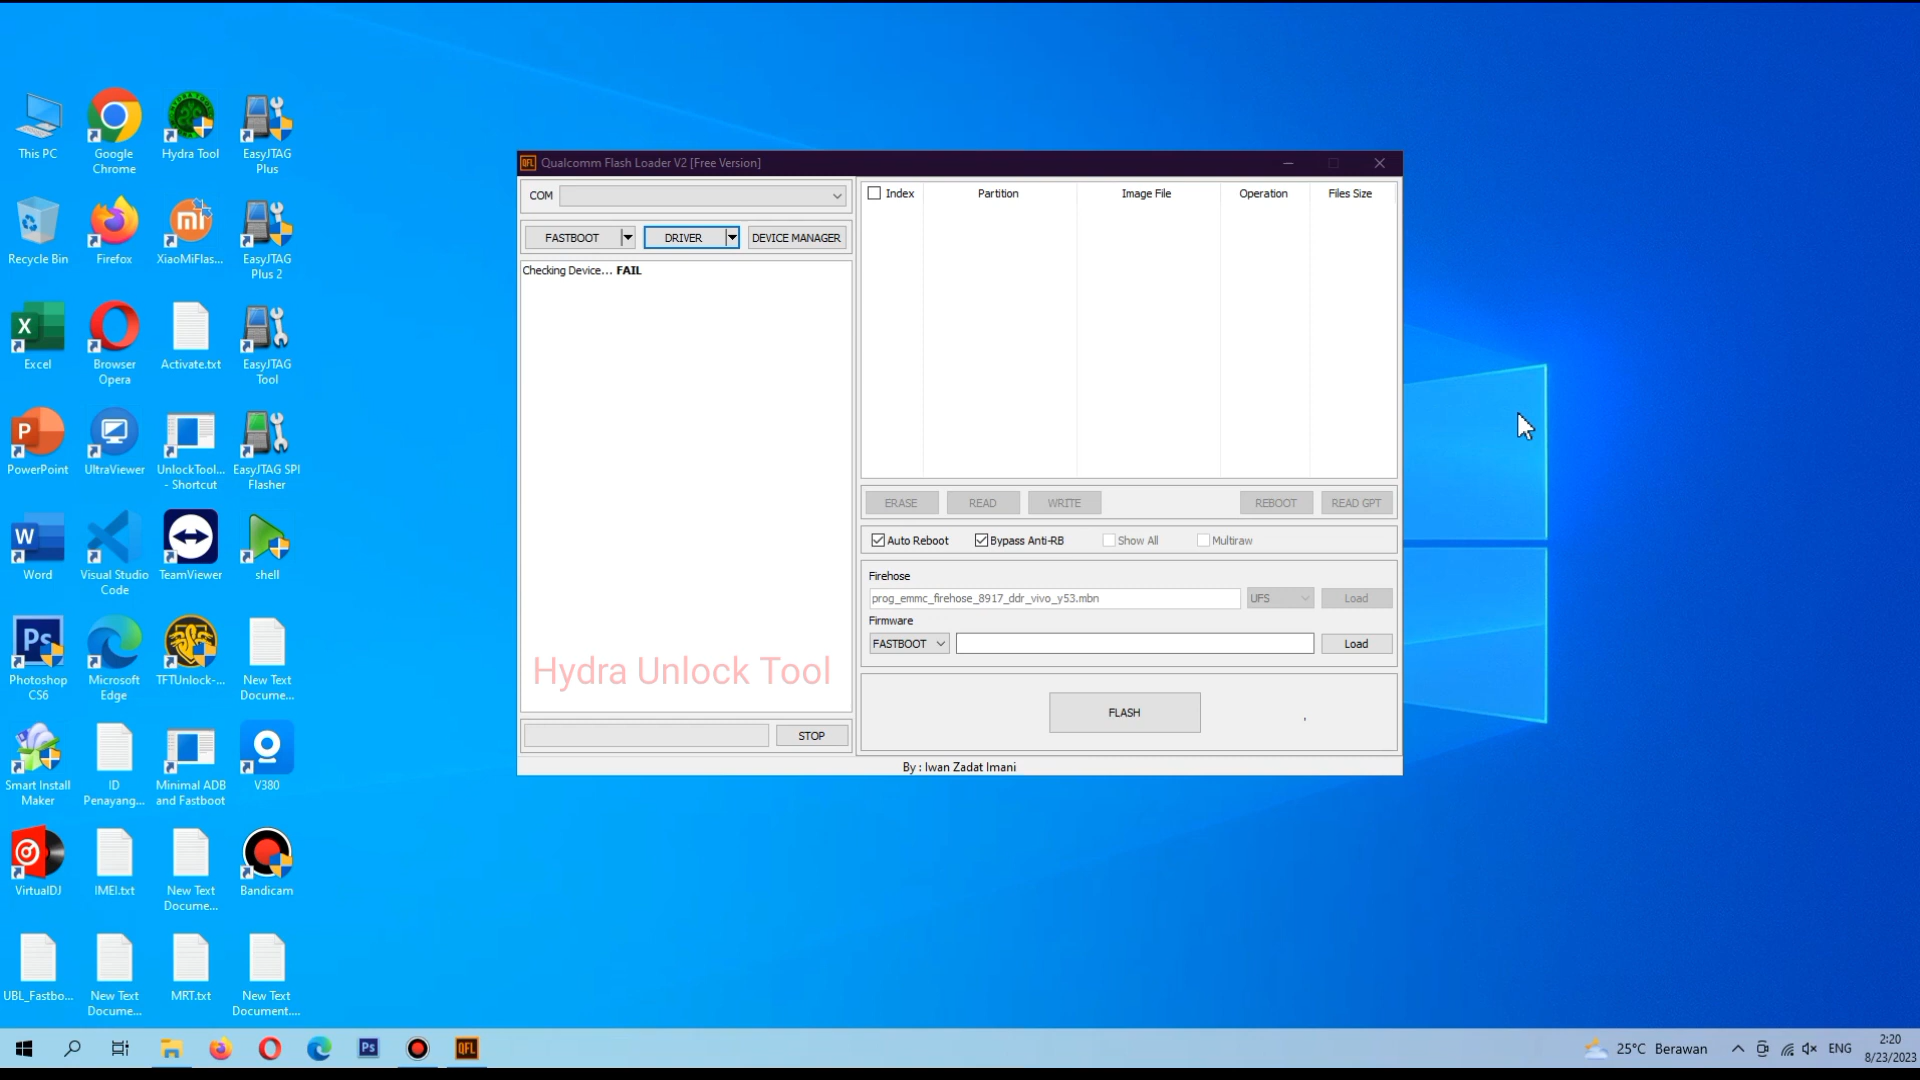 This PC
Google
Chrome
Hydra Tool
EasyJTAG
Plus
Recycle Bin
Firefox
XiaoMiFlas...
EasyJTAG
Plus 2
Excel
Browser
Opera
Activate.txt
EasyJTAG
Tool
PowerPoint
UltraViewer
UnlockTool...
- Shortcut
EasyJTAG SPI
Flasher
Word
Visual Studio
Code
TeamViewer
shell
Photoshop
CS6
Microsoft
Edge
TFTUnlock-...
New Text
Docume...
Smart Install
Maker
ID
Penayang...
Minimal ADB
and Fastboot
V380
VirtualDJ
IMEI.txt
New Text
Docume...
Bandicam
UBL_Fastbo...
New Text
Docume...
MRT.txt
New Text
Document....
QFL Qualcomm Flash Loader V2 [Free Version]
COM
FASTBOOT DRIVER DEVICE MANAGER
Checking Device... FAIL
Hydra Unlock Tool
STOP
Index Partition Image File Operation Files Size
ERASE READ WRITE REBOOT READ GPT
Auto Reboot Bypass Anti-RB Show All Multiraw
Firehose
prog_emmc_firehose_8917_ddr_vivo_y53.mbn UFS Load
Firmware
FASTBOOT Load
FLASH ,
By : Iwan Zadat Imani
Ps QFL 25°C Berawan ENG
2:20
8/23/2023